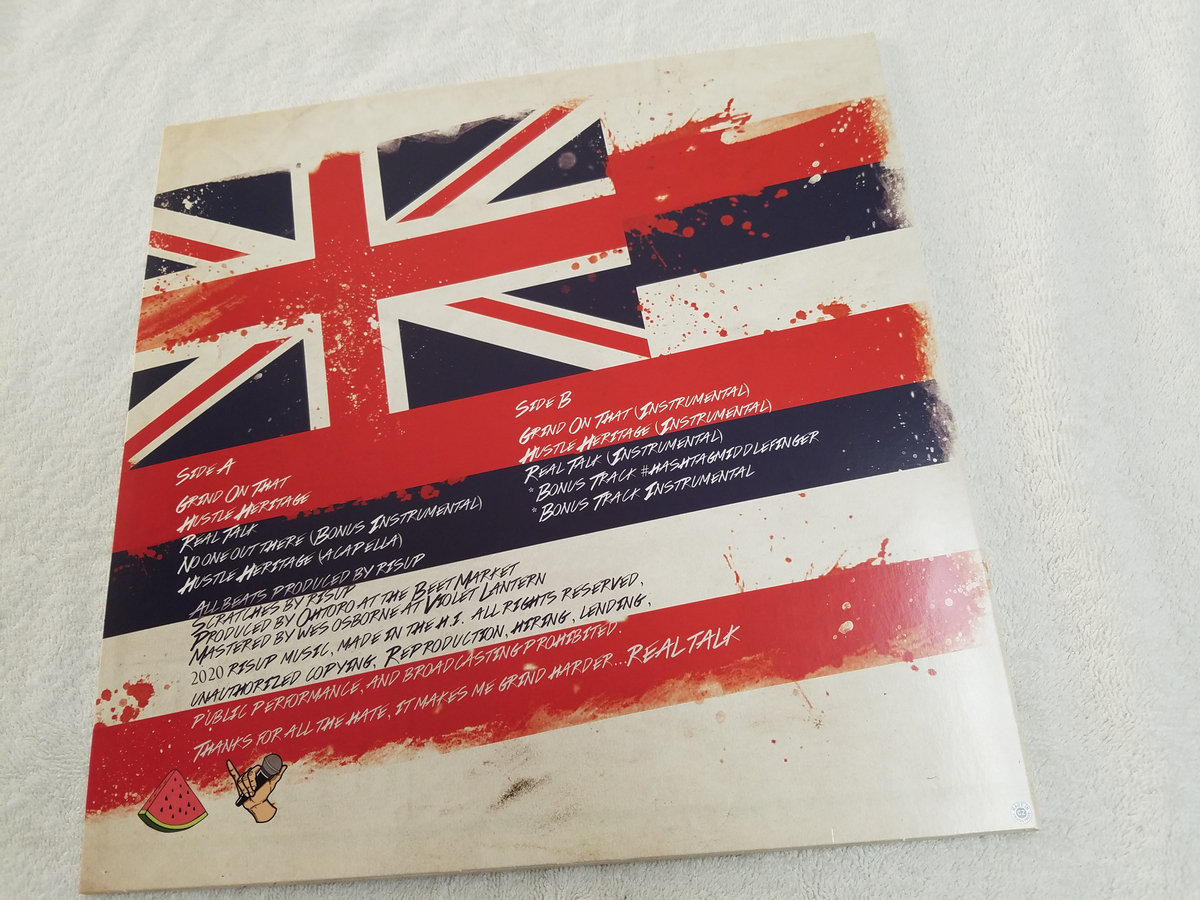 Side A
Grind On That
Hustle Heritage
Real Talk
No one out there (Bonus Instrumental)
Hustle Heritage (acapella)
Side B
Grind On That (Instrumental)
Hustle Heritage (Instrumental)
Real Talk (Instrumental)
* Bonus Track #hashtagmiddlefinger
* Bonus Track Instrumental
All beats produced by risup
Scratches by risup
Produced by Ohtoro at the Beet Market
Mastered by wes osborne at Violet Lantern
2020 risup music, made in the h.i. all rights reserved,
unauthorized copying, Reproduction, hiring, lending,
public performance, and broadcasting prohibited.
Thanks for all the hate, it makes me grind harder...Real Talk